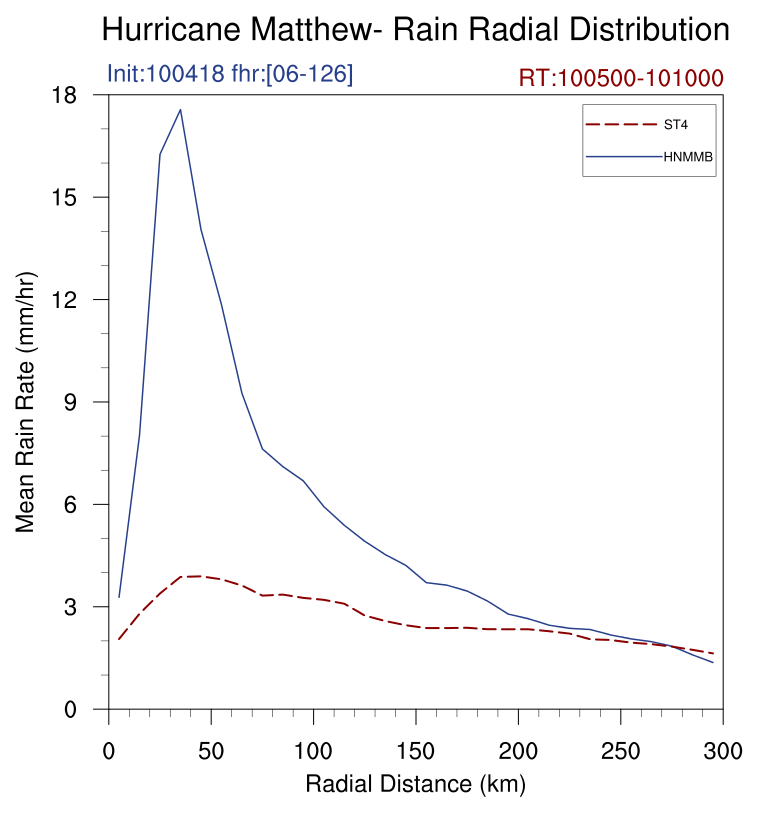 Hurricane Matthew- Rain Radial Distribution
Init:100418 fhr:[06-126]
RT:100500-101000
ST4
HNMMB
18
15
12
9
6
3
0
Mean Rain Rate (mm/hr)
0 50 100 150 200 250 300
Radial Distance (km)